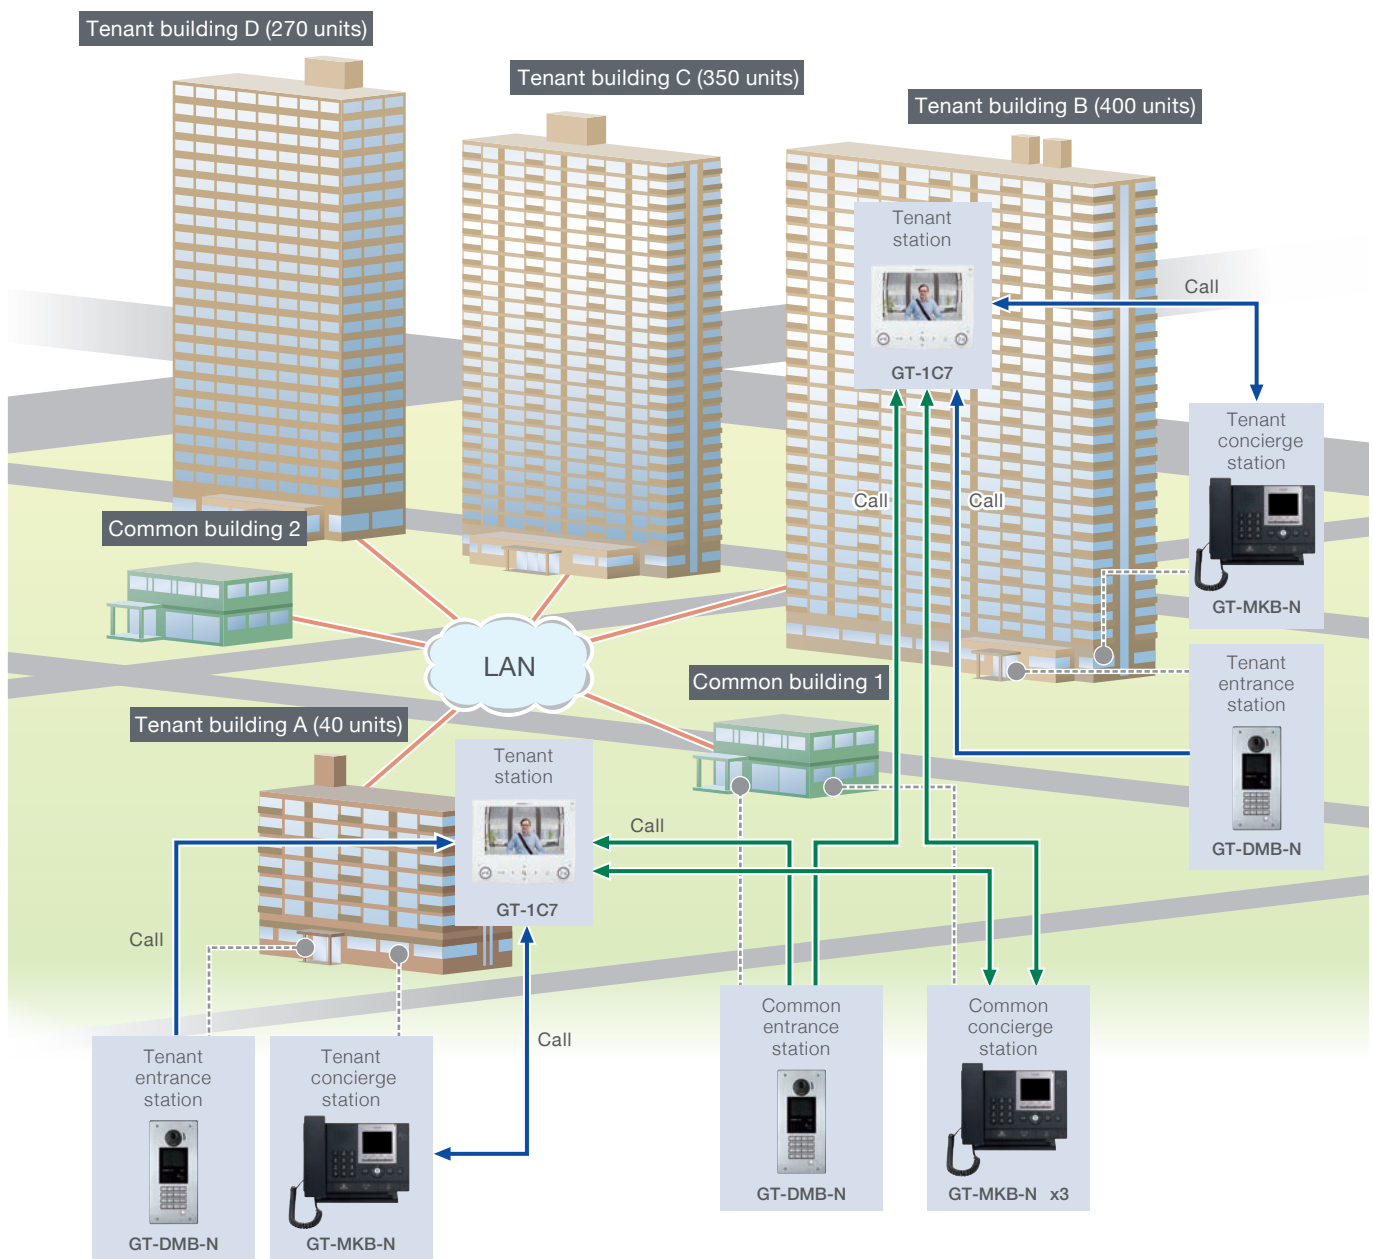 Tenant building D (270 units)
Tenant building C (350 units)
Tenant building B (400 units)
Tenant
station
GT-1C7
Call
Tenant
concierge
station
GT-MKB-N
Call
Call
Common building 2
LAN
Common building 1
Tenant
entrance
station
GT-DMB-N
Tenant building A (40 units)
Tenant
station
GT-1C7
Call
Call
Call
Tenant
entrance
station
GT-DMB-N
Tenant
concierge
station
GT-MKB-N
Common
entrance
station
GT-DMB-N
Common
concierge
station
GT-MKB-N x3